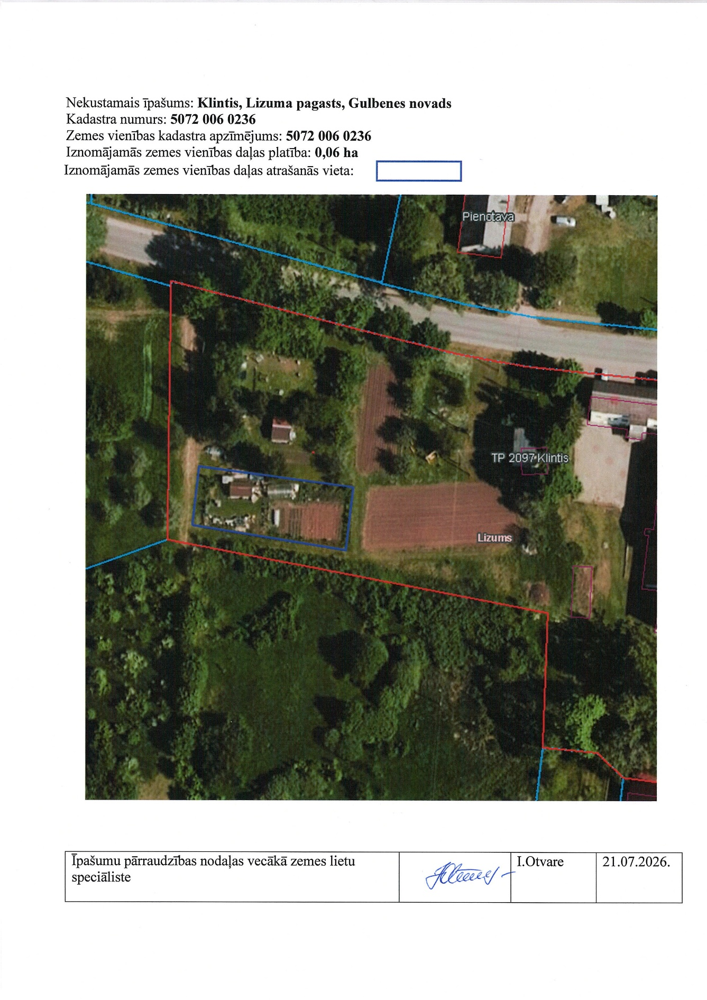 Nekustamais īpašums: Klintis, Lizuma pagasts, Gulbenes novads
Kadastra numurs: 5072 006 0236
Zemes vienības kadastra apzīmējums: 5072 006 0236
Iznomājamās zemes vienības daļas platība: 0,06 ha
Iznomājamās zemes vienības daļas atrašanās vieta:
Pienotava
TP 2097 Klintis
Lizums
Īpašumu pārraudzības nodaļas vecākā zemes lietu
speciāliste
I.Otvare
21.07.2026.